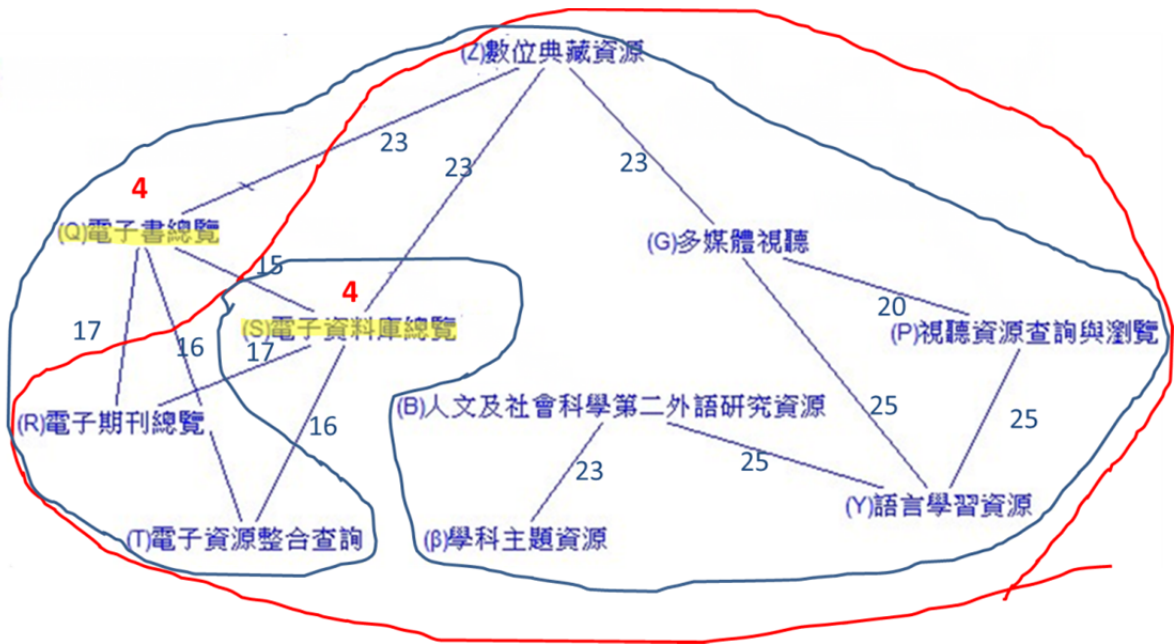 (Z)數位典藏資源
23
23
23
4
(Q)電子書總覽
(G)多媒體視聽
15
4
20
(S)電子資料庫總覽
(P)視聽資源查詢與瀏覽
17
16
17
(R)電子期刊總覽
(B)人文及社會科學第二外語研究資源
25
25
16
23
25
(Y)語言學習資源
(T)電子資源整合查詢
(β)學科主題資源